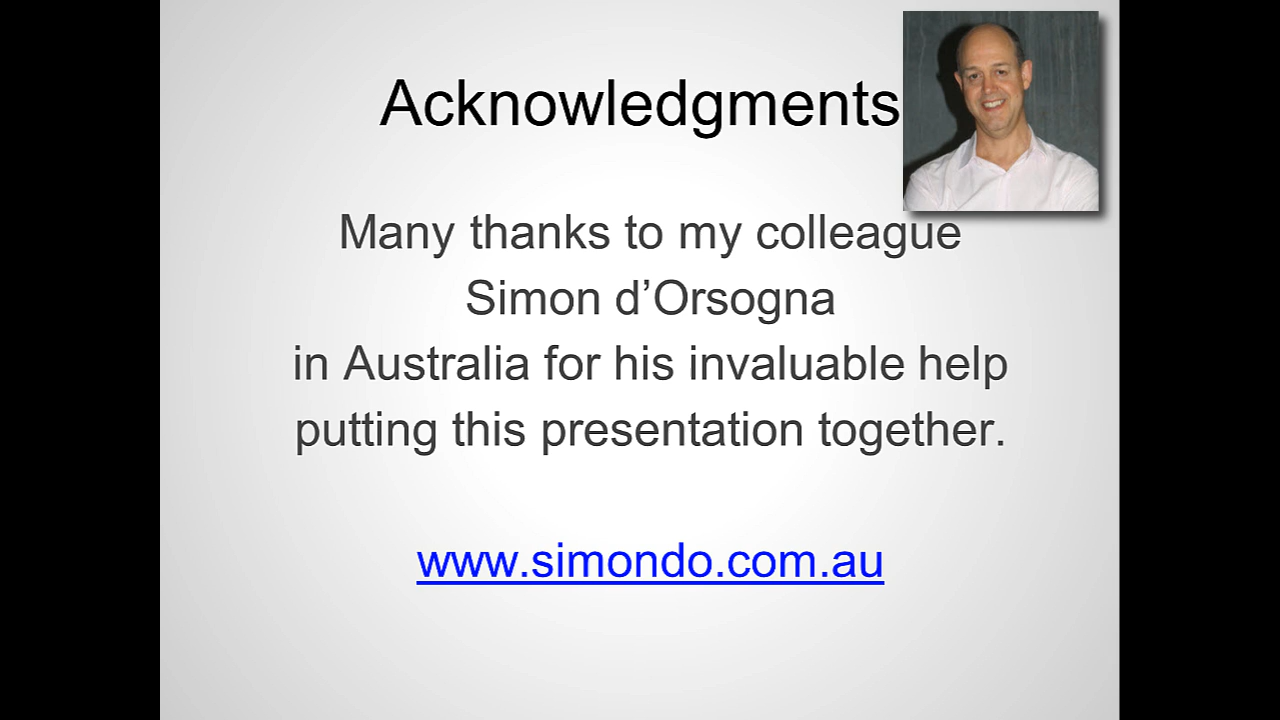 Acknowledgments
Many thanks to my colleague
Simon d’Orsogna
in Australia for his invaluable help
putting this presentation together.
www.simondo.com.au